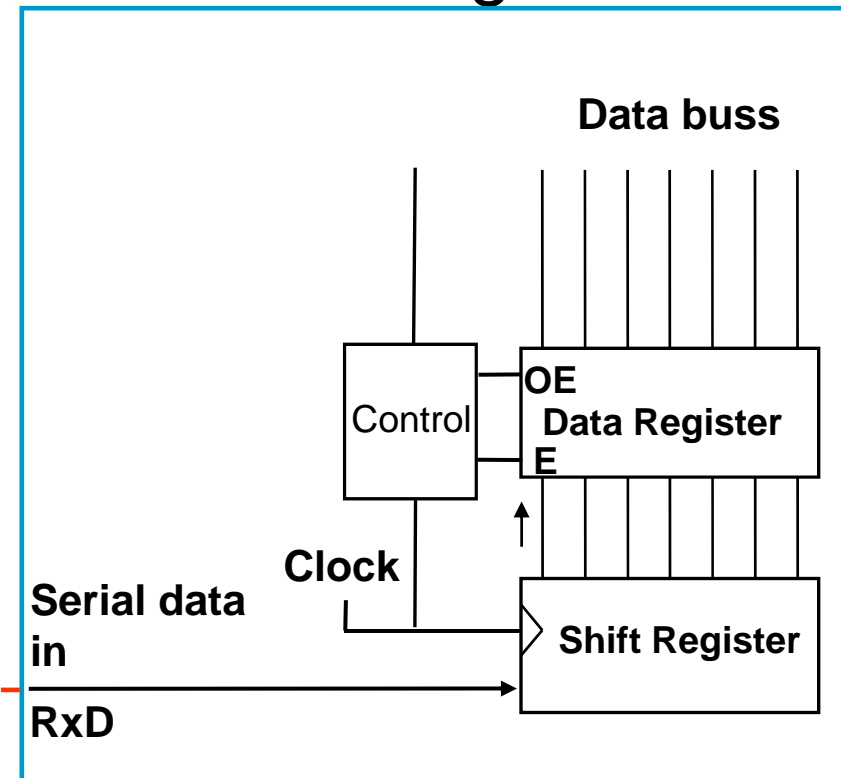 g
Data buss
OE
Control
Data Register
E
Clock
Serial data
in
Shift Register
RxD